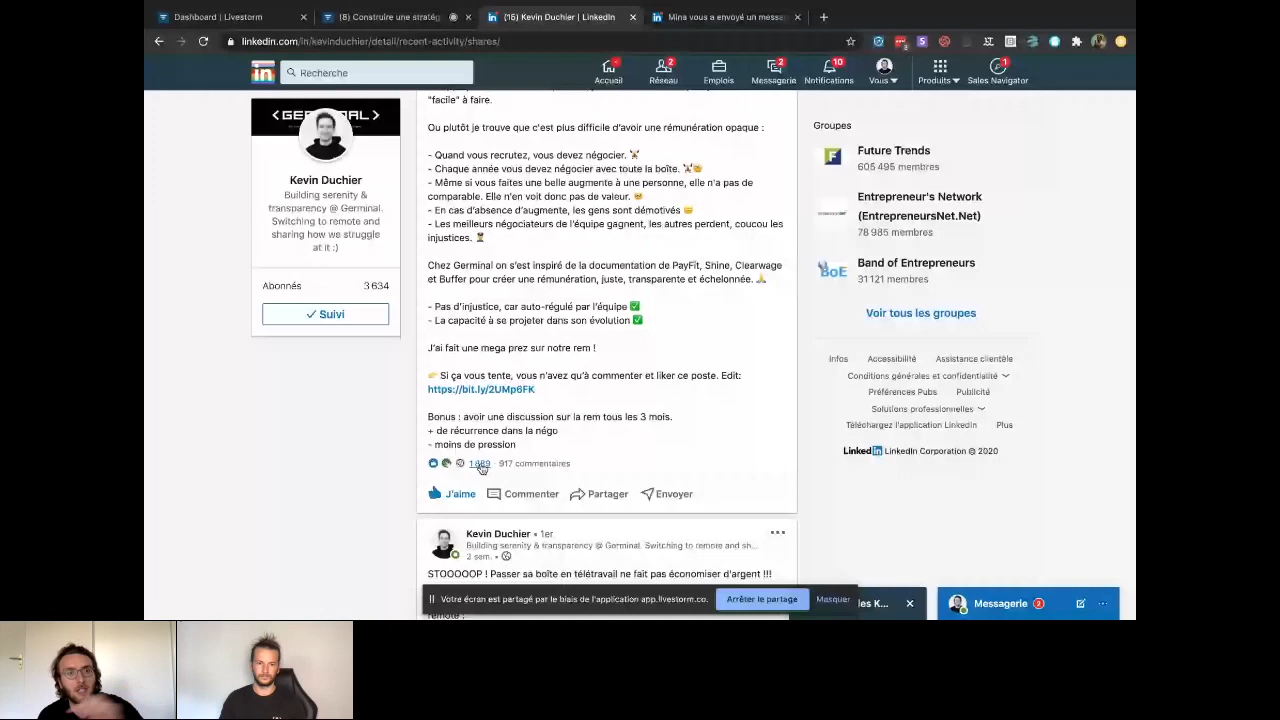 Dashboard | Livestorm
(8) Construire une stratég
(15) Kevin Duchier | LinkedIn
Mina vous a envoyé un messa
linkedin.com/in/kevinduchier/detail/recent-activity/shares/
Recherche
Accueil
2
Réseau
Emplois
2
Messagerie
10
Notifications
Vous
Produits
1
Sales Navigator
"facile" à faire.
Ou plutôt je trouve que c'est plus difficile d'avoir une rémunération opaque :
- Quand vous recrutez, vous devez négocier.
- Chaque année vous devez négocier avec toute la boîte.
- Même si vous faites une belle augmente à une personne, elle n'a pas de
comparable. Elle n'en voit donc pas de valeur.
- En cas d'absence d'augmente, les gens sont démotivés
- Les meilleurs négociateurs de l'équipe gagnent, les autres perdent, coucou les
injustices.
Chez Germinal on s'est inspiré de la documentation de PayFit, Shine, Clearwage
et Buffer pour créer une rémunération, juste, transparente et échelonnée.
- Pas d'injustice, car auto-régulé par l'équipe
- La capacité à se projeter dans son évolution
J'ai fait une mega prez sur notre rem !
Si ça vous tente, vous n'avez qu'à commenter et liker ce poste. Edit:
https://bit.ly/2UMp6FK
Bonus : avoir une discussion sur la rem tous les 3 mois.
+ de récurrence dans la négo
- moins de pression
917 commentaires
J'aime
Commenter
Partager
Envoyer
Kevin Duchier • 1er
Building serenity & transparency @ Germinal. Switching to remote and sh...
2 sem. •
STOOOOOP ! Passer sa boîte en télétravail ne fait pas économiser d'argent !!!
remote :
Kevin Duchier
Building serenity &
transparency @ Germinal.
Switching to remote and
sharing how we struggle
at it :)
Abonnés 3 634
Suivi
Groupes
Future Trends
605 495 membres
Entrepreneur's Network
(EntrepreneursNet.Net)
78 985 membres
Band of Entrepreneurs
31 121 membres
Voir tous les groupes
Infos Accessibilité Assistance clientèle
Conditions générales et confidentialité
Préférences Pubs Publicité
Solutions professionnelles
Téléchargez l'application LinkedIn Plus
LinkedIn LinkedIn Corporation © 2020
Votre écran est partagé par le biais de l'application app.livestorm.co.
Arrêter le partage
Masquer
les K...
Messagerie 2